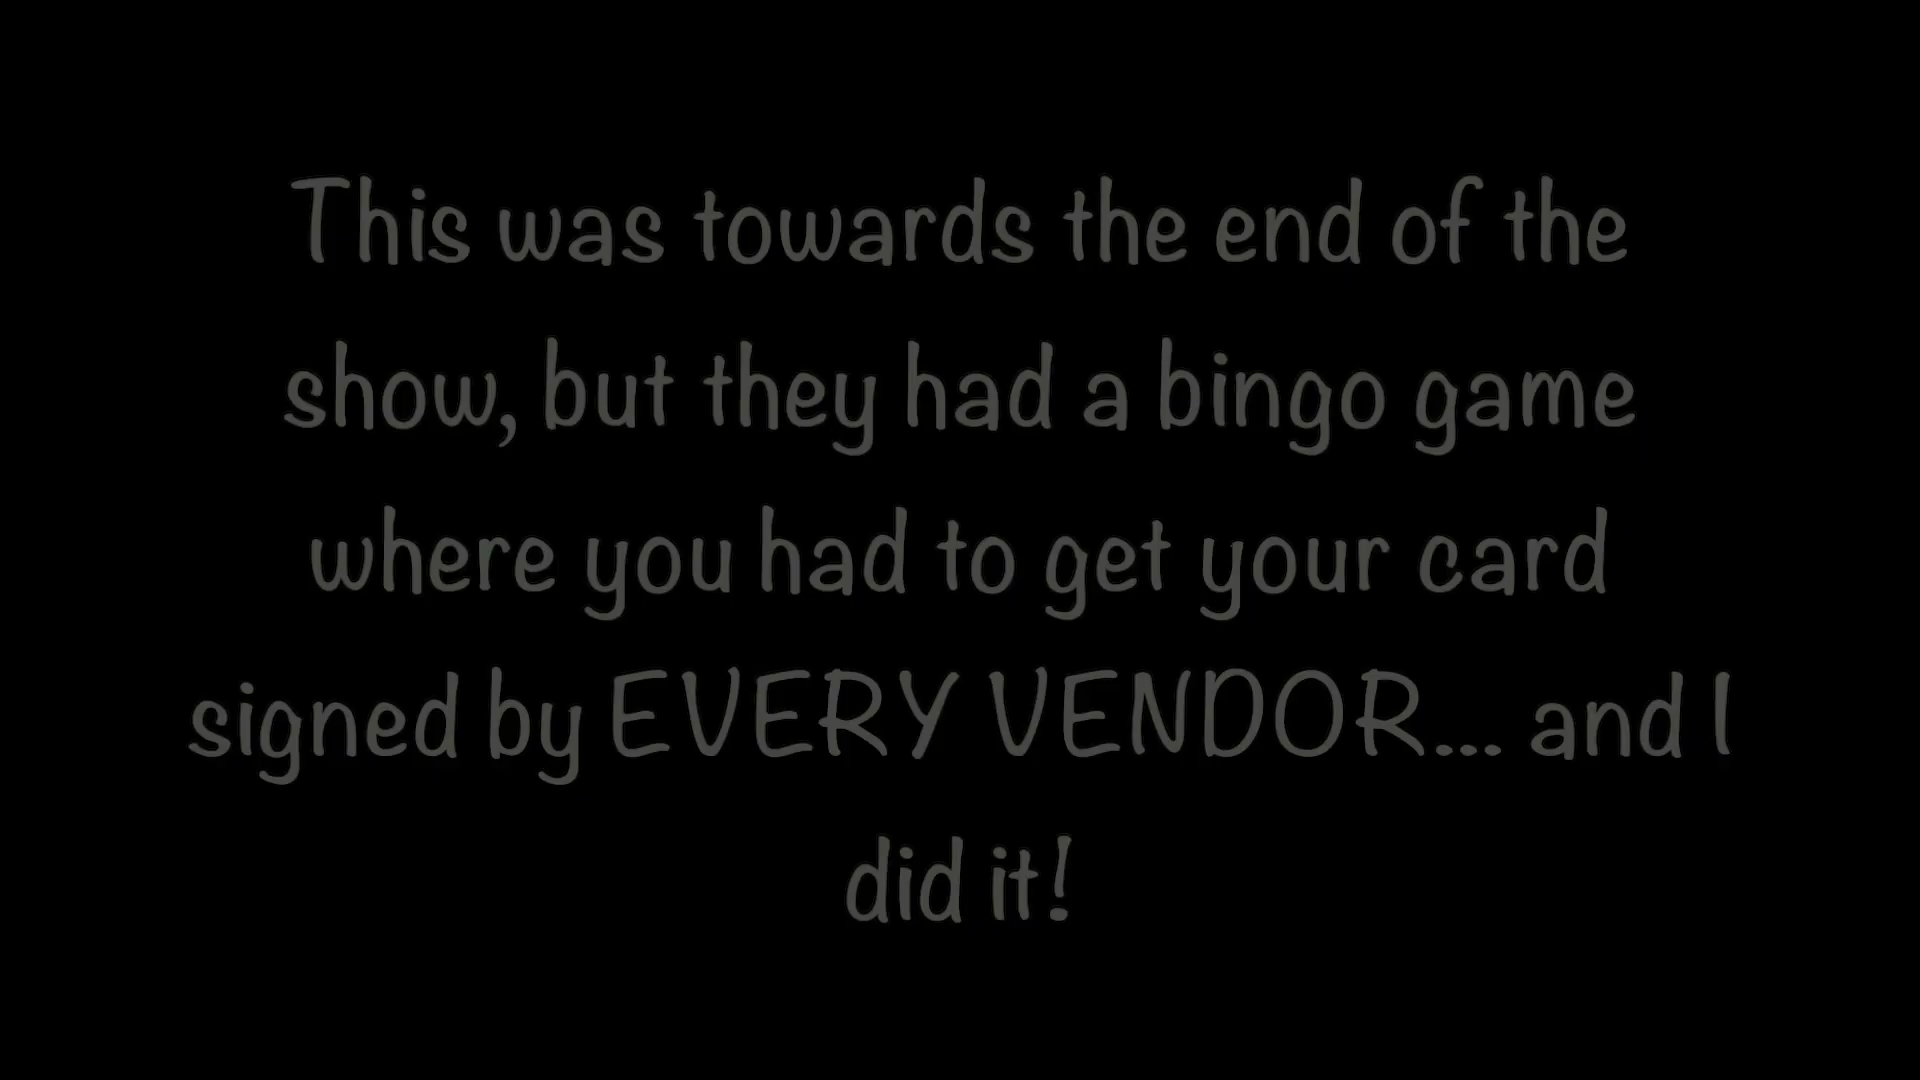 This was towards the end of the
show, but they had a bingo game
where you had to get your card
signed by EVERY VENDOR... and I
did it!